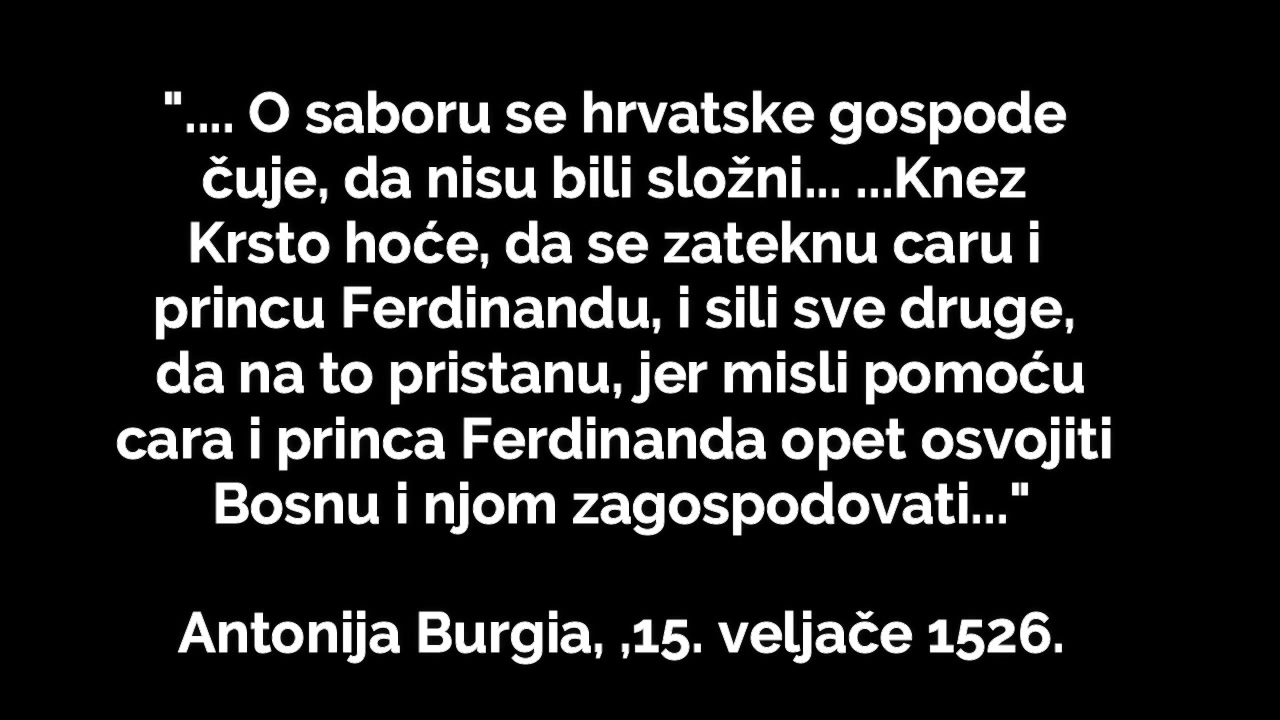 ".... O saboru se hrvatske gospode
čuje, da nisu bili složni... ...Knez
Krsto hoće, da se zateknu caru i
princu Ferdinandu, i sili sve druge,
da na to pristanu, jer misli pomoću
cara i princa Ferdinanda opet osvojiti
Bosnu i njom zagospodovati..."
Antonija Burgia, ,15. veljače 1526.